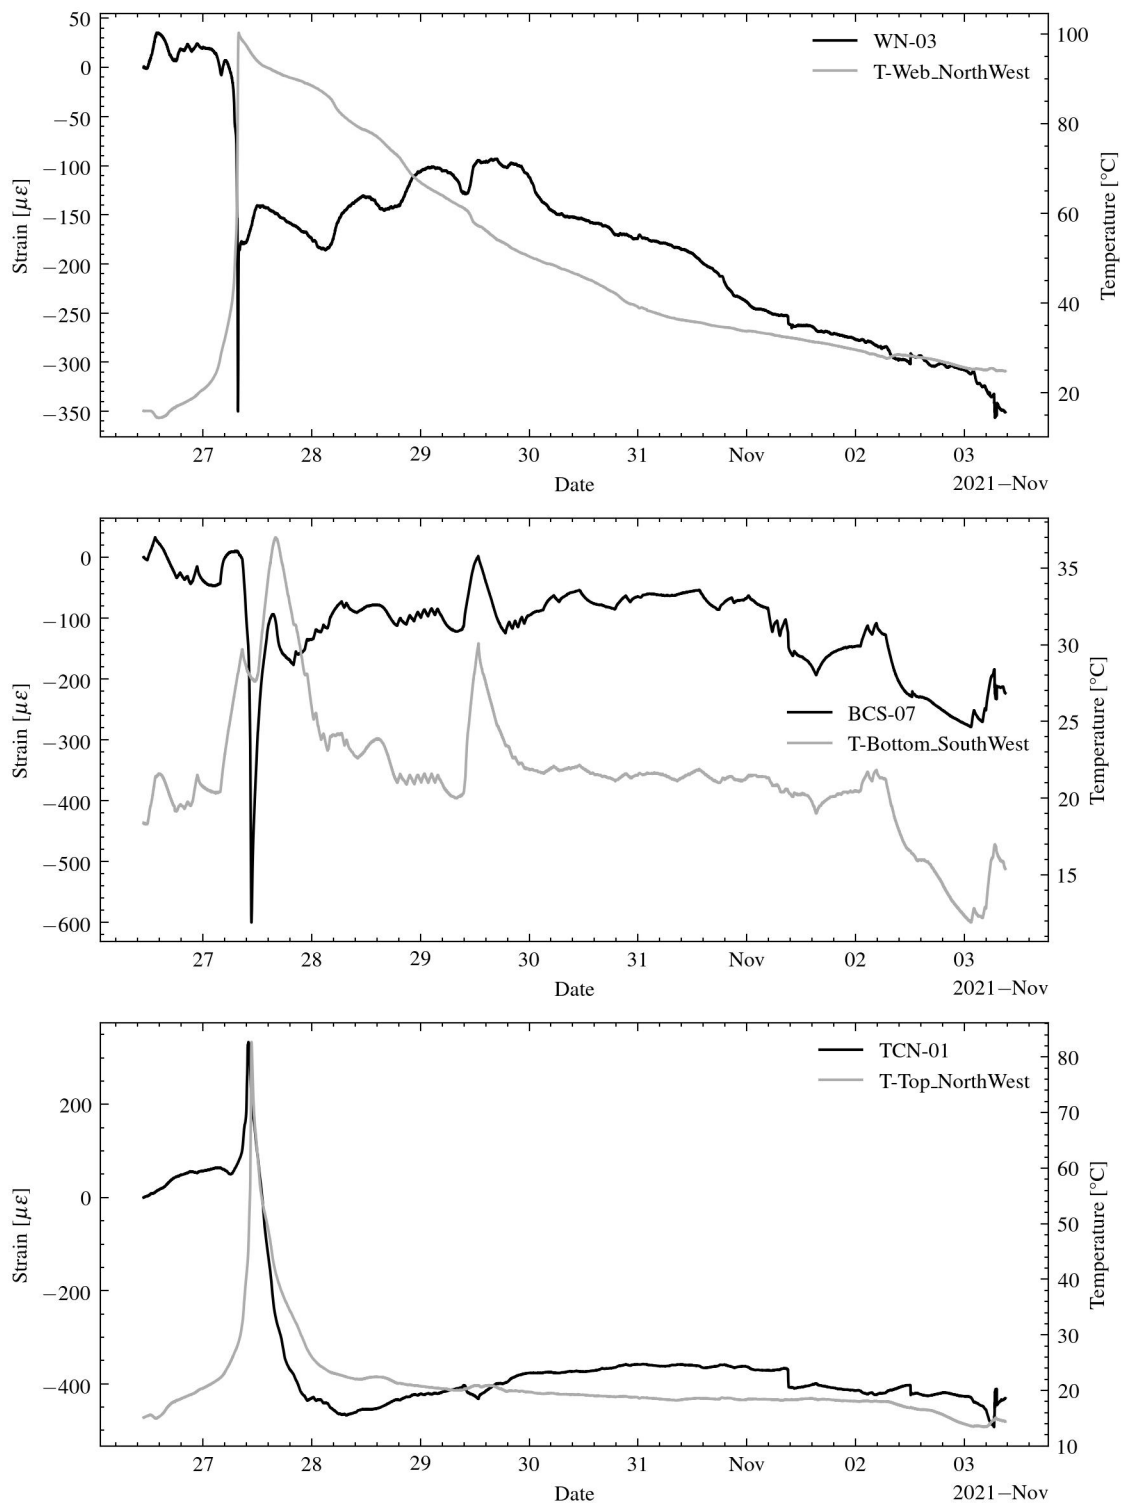 50
0
−50
−100
−150
−200
−250
−300
−350
Strain [με]
WN-03
T-Web_NorthWest
100
80
60
40
20
Temperature [°C]
27 28 29 30 31 Nov 02 03
Date
2021−Nov
0
−100
−200
−300
−400
−500
−600
Strain [με]
BCS-07
T-Bottom_SouthWest
35
30
25
20
15
Temperature [°C]
27 28 29 30 31 Nov 02 03
Date
2021−Nov
200
0
−200
−400
Strain [με]
TCN-01
T-Top_NorthWest
80
70
60
50
40
30
20
10
Temperature [°C]
27 28 29 30 31 Nov 02 03
Date
2021−Nov